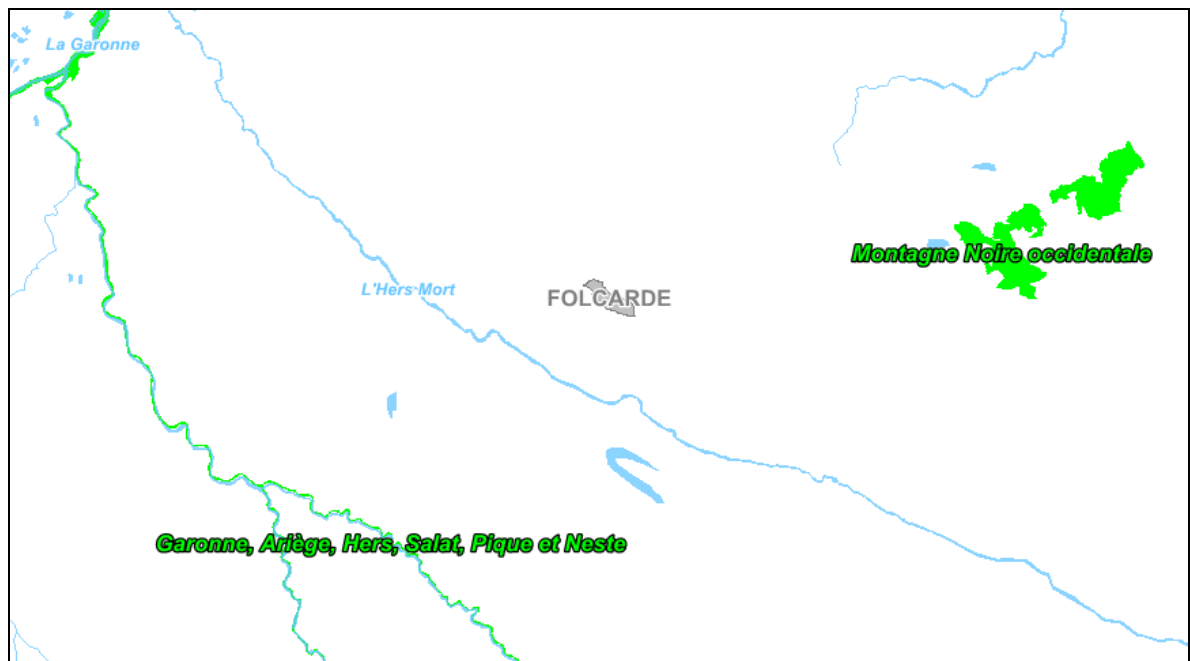 La Garonne
Montagne Noire occidentale
L'Hers Mort
FOLCARDE
Garonne, Ariège, Hers, Salat, Pique et Neste